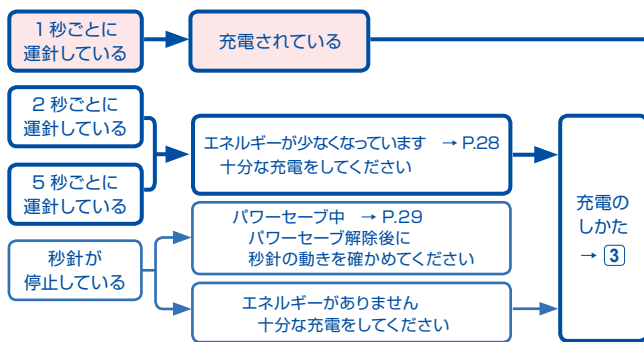 1秒ごとに
運針している
充電されている
2 秒ごとに
運針している
5 秒ごとに
運針している
エネルギーが少なくなっています → P.28
十分な充電をしてください
秒針が
停止している
パワーセーブ中 → P.29
パワーセーブ解除後に
秒針の動きを確かめてください
エネルギーがありません
十分な充電をしてください
充電の
しかた
→ 3